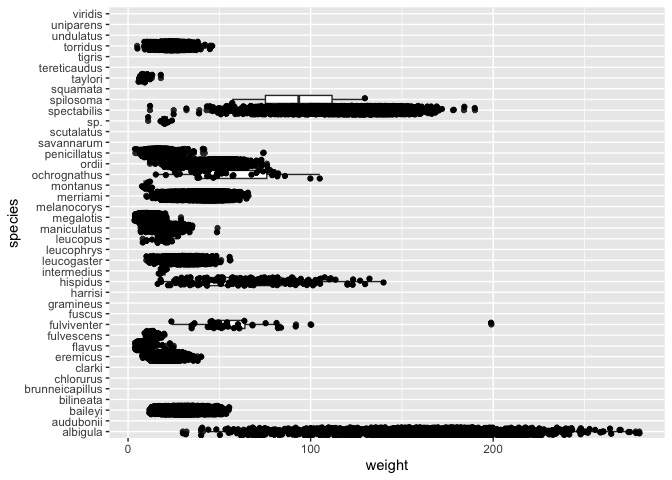 viridis
uniparens
undulatus
torridus
tigris
tereticaudus
taylori
squamata
spilosoma
spectabilis
sp.
scutalatus
savannarum
penicillatus
ordii
ochrognathus
montanus
merriami
melanocorys
megalotis
maniculatus
leucopus
leucophrys
leucogaster
intermedius
hispidus
harrisi
gramineus
fuscus
fulviventer
fulvescens
flavus
eremicus
clarki
chlorurus
brunneicapillus
bilineata
baileyi
audubonii
albigula
species
0 100 200
weight